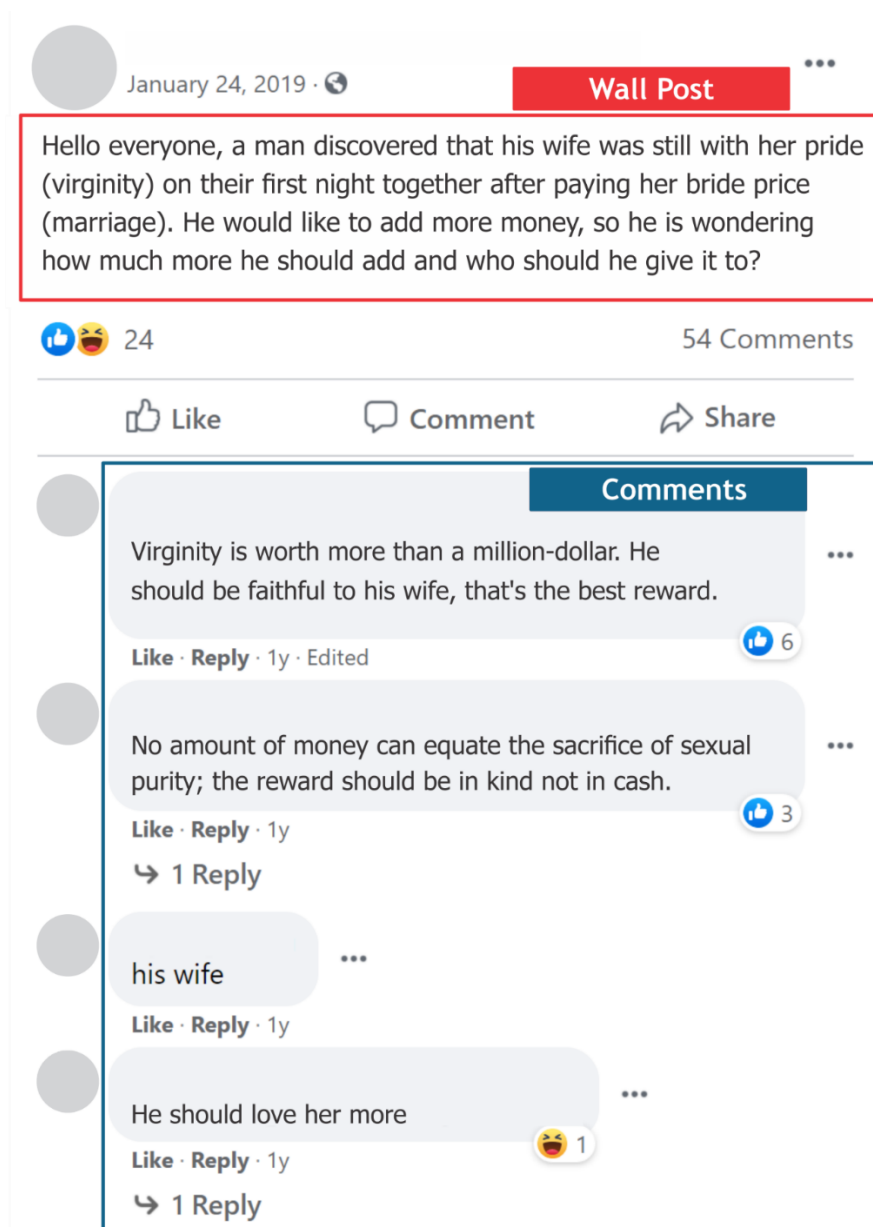 January 24, 2019 ·
Wall Post
Hello everyone, a man discovered that his wife was still with her pride
(virginity) on their first night together after paying her bride price
(marriage). He would like to add more money, so he is wondering
how much more he should add and who should he give it to?
24
54 Comments
Like
Comment
Share
Comments
Virginity is worth more than a million-dollar. He
should be faithful to his wife, that's the best reward.
6
Like · Reply · 1y · Edited
No amount of money can equate the sacrifice of sexual
purity; the reward should be in kind not in cash.
3
Like · Reply · 1y
1 Reply
his wife
Like · Reply · 1y
He should love her more
1
Like · Reply · 1y
1 Reply